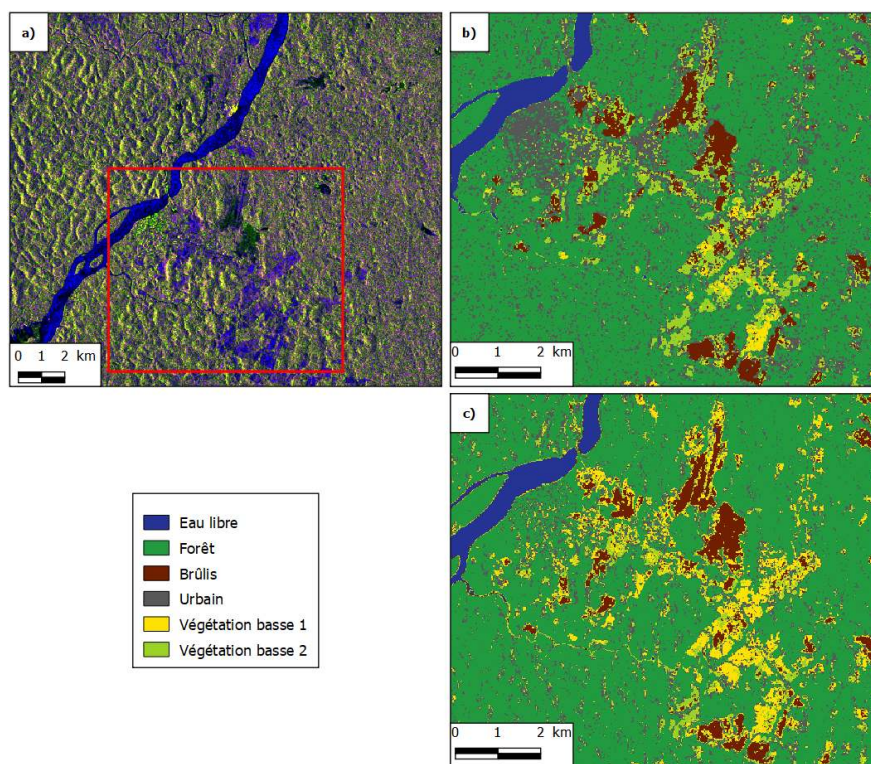 a)
0 1 2 km
b)
0 1 2 km
c)
0 1 2 km
Eau libre
Forêt
Brûlis
Urbain
Végétation basse 1
Végétation basse 2